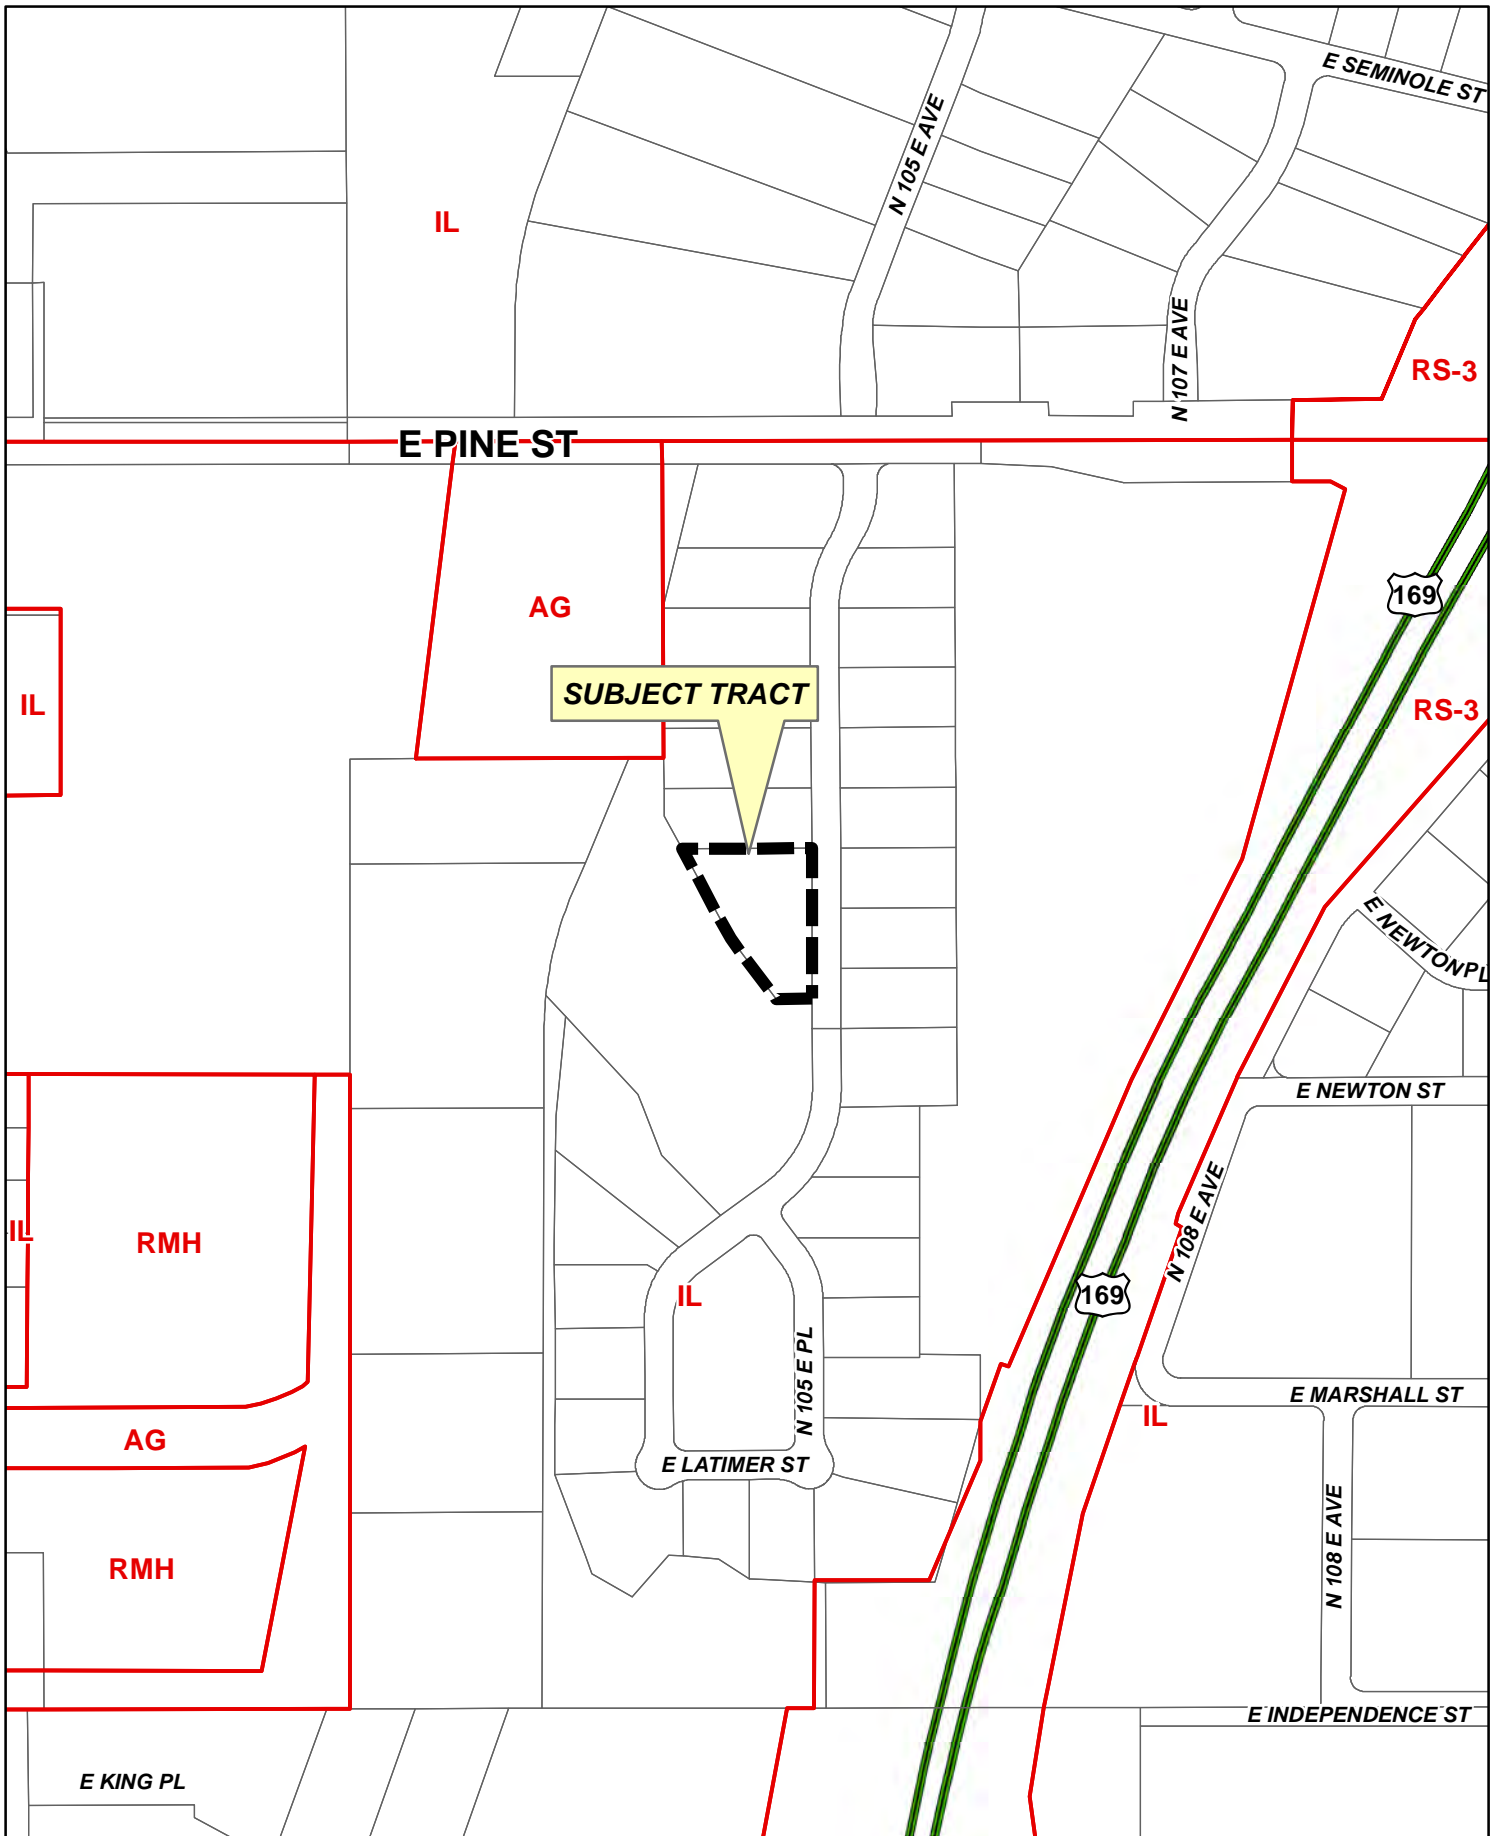 E SEMINOLE ST
N 105 E AVE
IL
N 107 E AVE
RS-3
E PINE ST
169
AG
SUBJECT TRACT
IL
RS-3
E NEWTON PL
E NEWTON ST
N 108 E AVE
IL
RMH
169
IL
N 105 E PL
E MARSHALL ST
IL
AG
E LATIMER ST
N 108 E AVE
RMH
E INDEPENDENCE ST
E KING PL